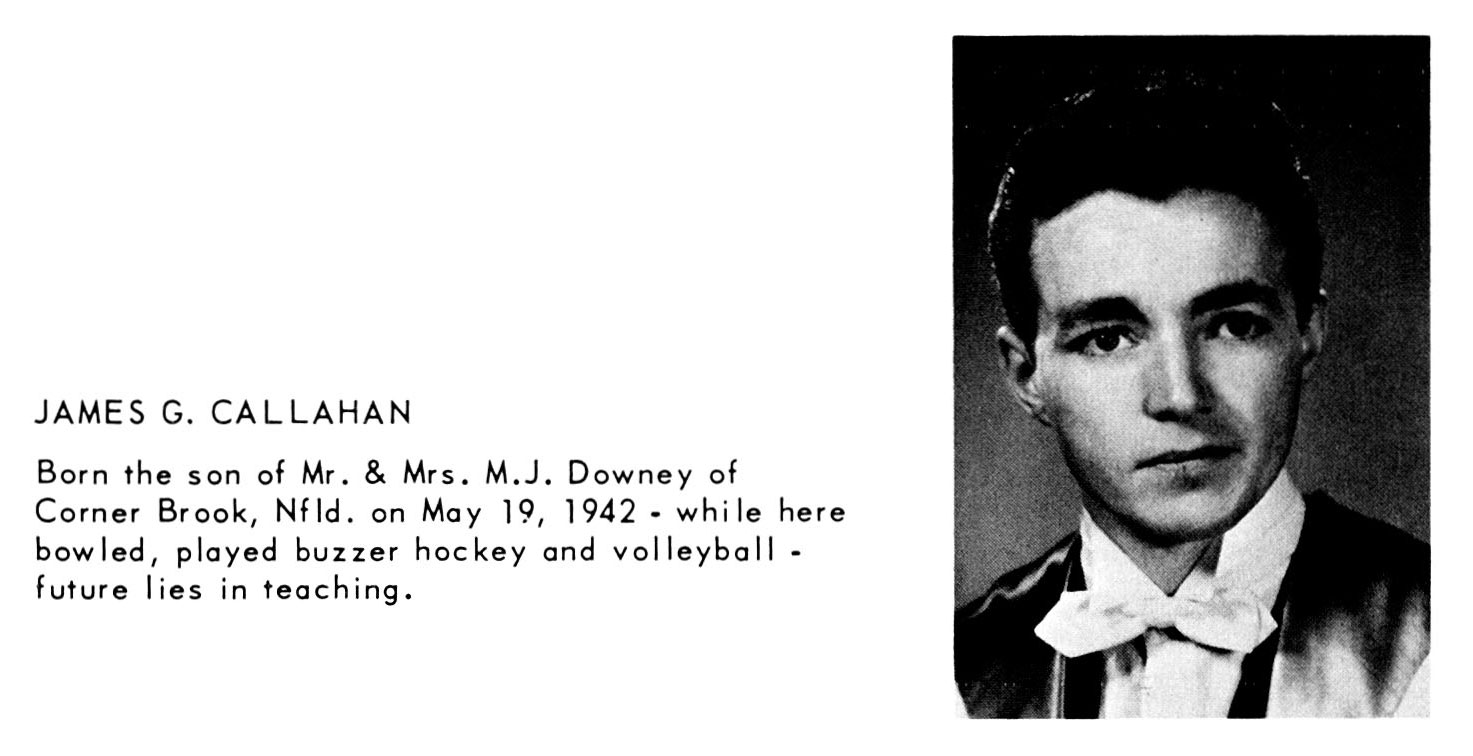 JAMES G. CALLAHAN
Born the son of Mr. & Mrs. M.J. Downey of
Corner Brook, Nfld. on May 19, 1942 - while here
bowled, played buzzer hockey and volleyball -
future lies in teaching.